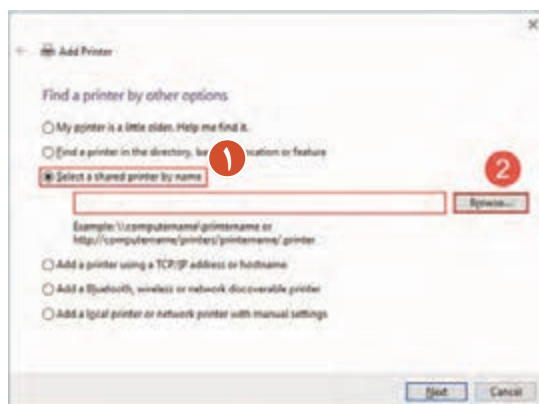 Add Printer
Find a printer by other options
My printer is a little older. Help me find it.
Find a printer in the directory, ba ocation or feature
١
Select a shared printer by name
2
Browse...
Example: \\computername\printername or
http://computername/printers/printername/.printer
Add a printer using a TCP/IP address or hostname
Add a Bluetooth, wireless or network discoverable printer
Add a local printer or network printer with manual settings
Next
Cancel